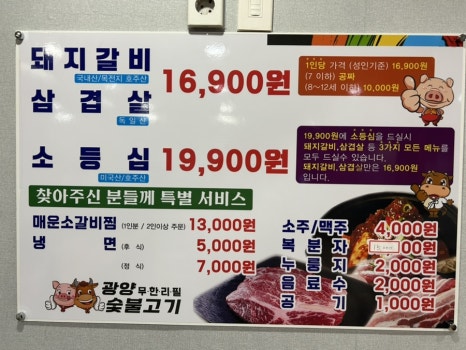 돼지갈비
국내산/목전지 호주산
삼겹살
독일산
16,900원
1인당 가격 (성인기준) 16,900원
(7 이하) 공짜
(8~12세 이하) 10,000원
소등심
미국산/호주산
19,900원
19,900원에 소등심을 드실시
돼지갈비,삼겹살 등 3가지 모든 메뉴를
모두 드실수 있습니다.
돼지갈비,삼겹살만은 16,900원
입니다.
찾아주신 분들께 특별 서비스
매운소갈비찜 (1인분 / 2인이상 주문) 13,000원
냉면 (후식) 5,000원
(정식) 7,000원
소주/맥주 4,000원
복분자
누룽지 2,000원
음료수 2,000원
공기 1,000원
광양 무·한·리·필
숯불고기